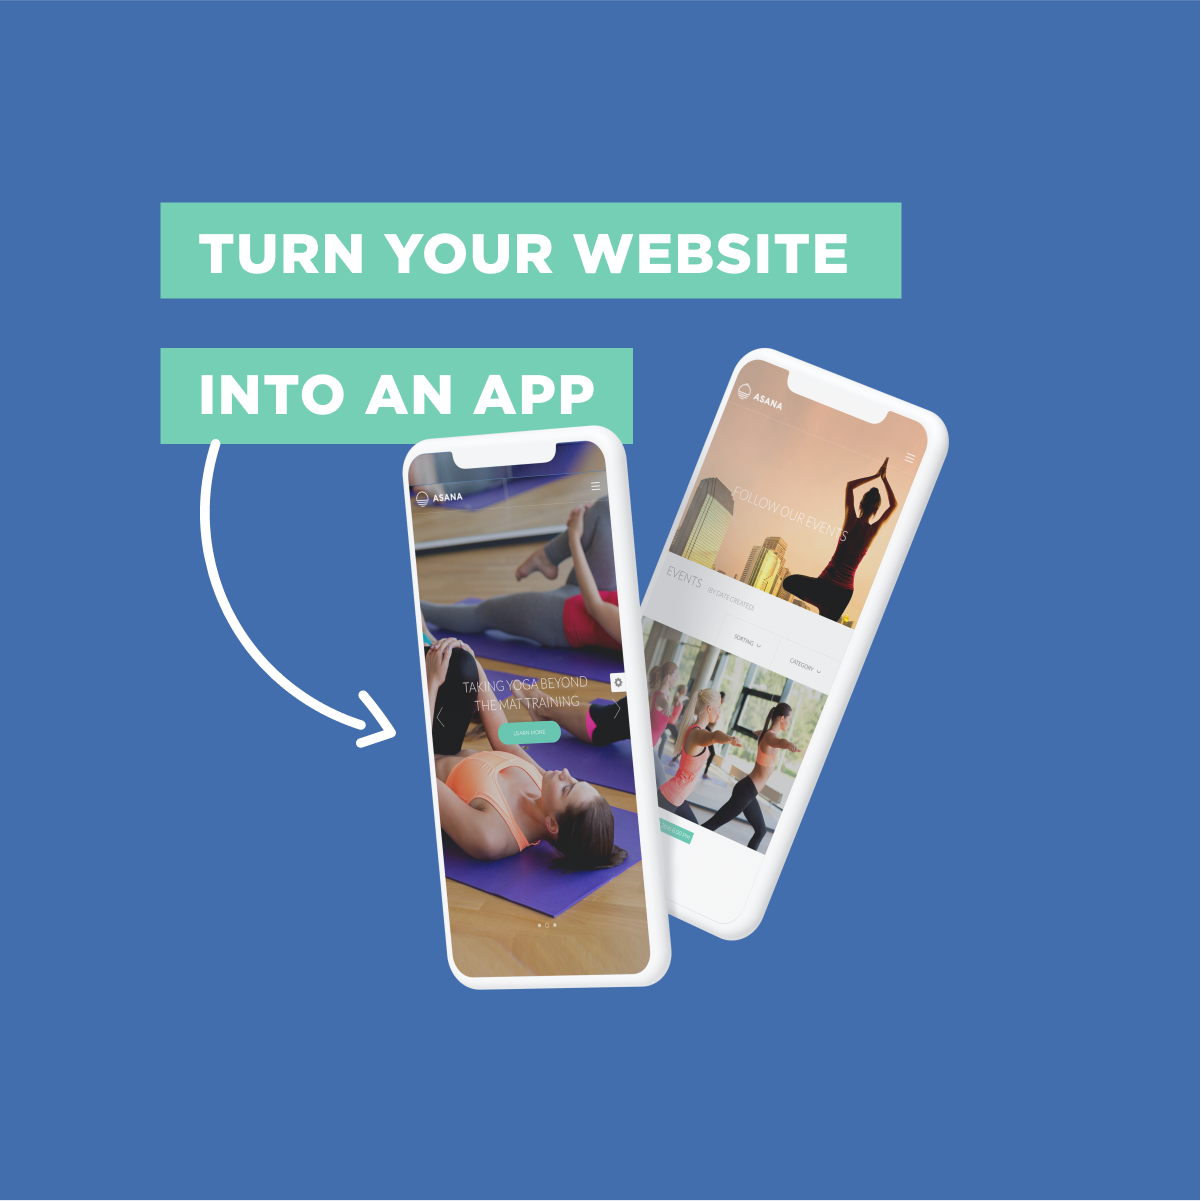 TURN YOUR WEBSITE
INTO AN APP
ASANA
TAKING YOGA BEYOND
THE MAT TRAINING
LEARN MORE
ASANA
FOLLOW OUR EVENTS
EVENTS (BY DATE CREATED)
SORTING
CATEGORY